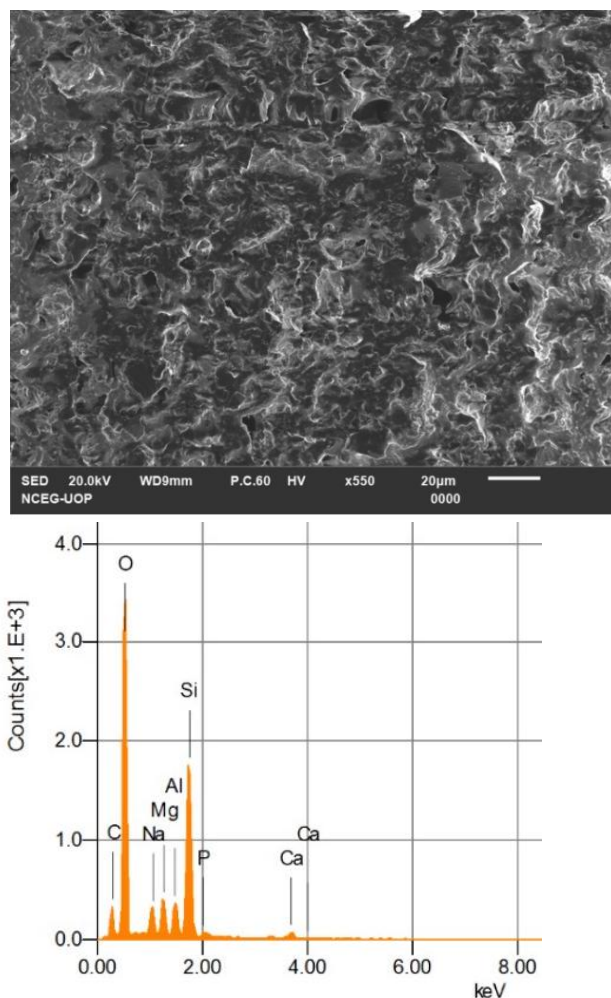 SED 20.0kV WD9mm P.C.60 HV x550 20μm
NCEG-UOP 0000
4.0
O
Counts[x1.E+3]
3.0
Si
2.0
Al
Mg
1.0
C Na Ca
P Ca
0.0
0.00 2.00 4.00 6.00 8.00
keV